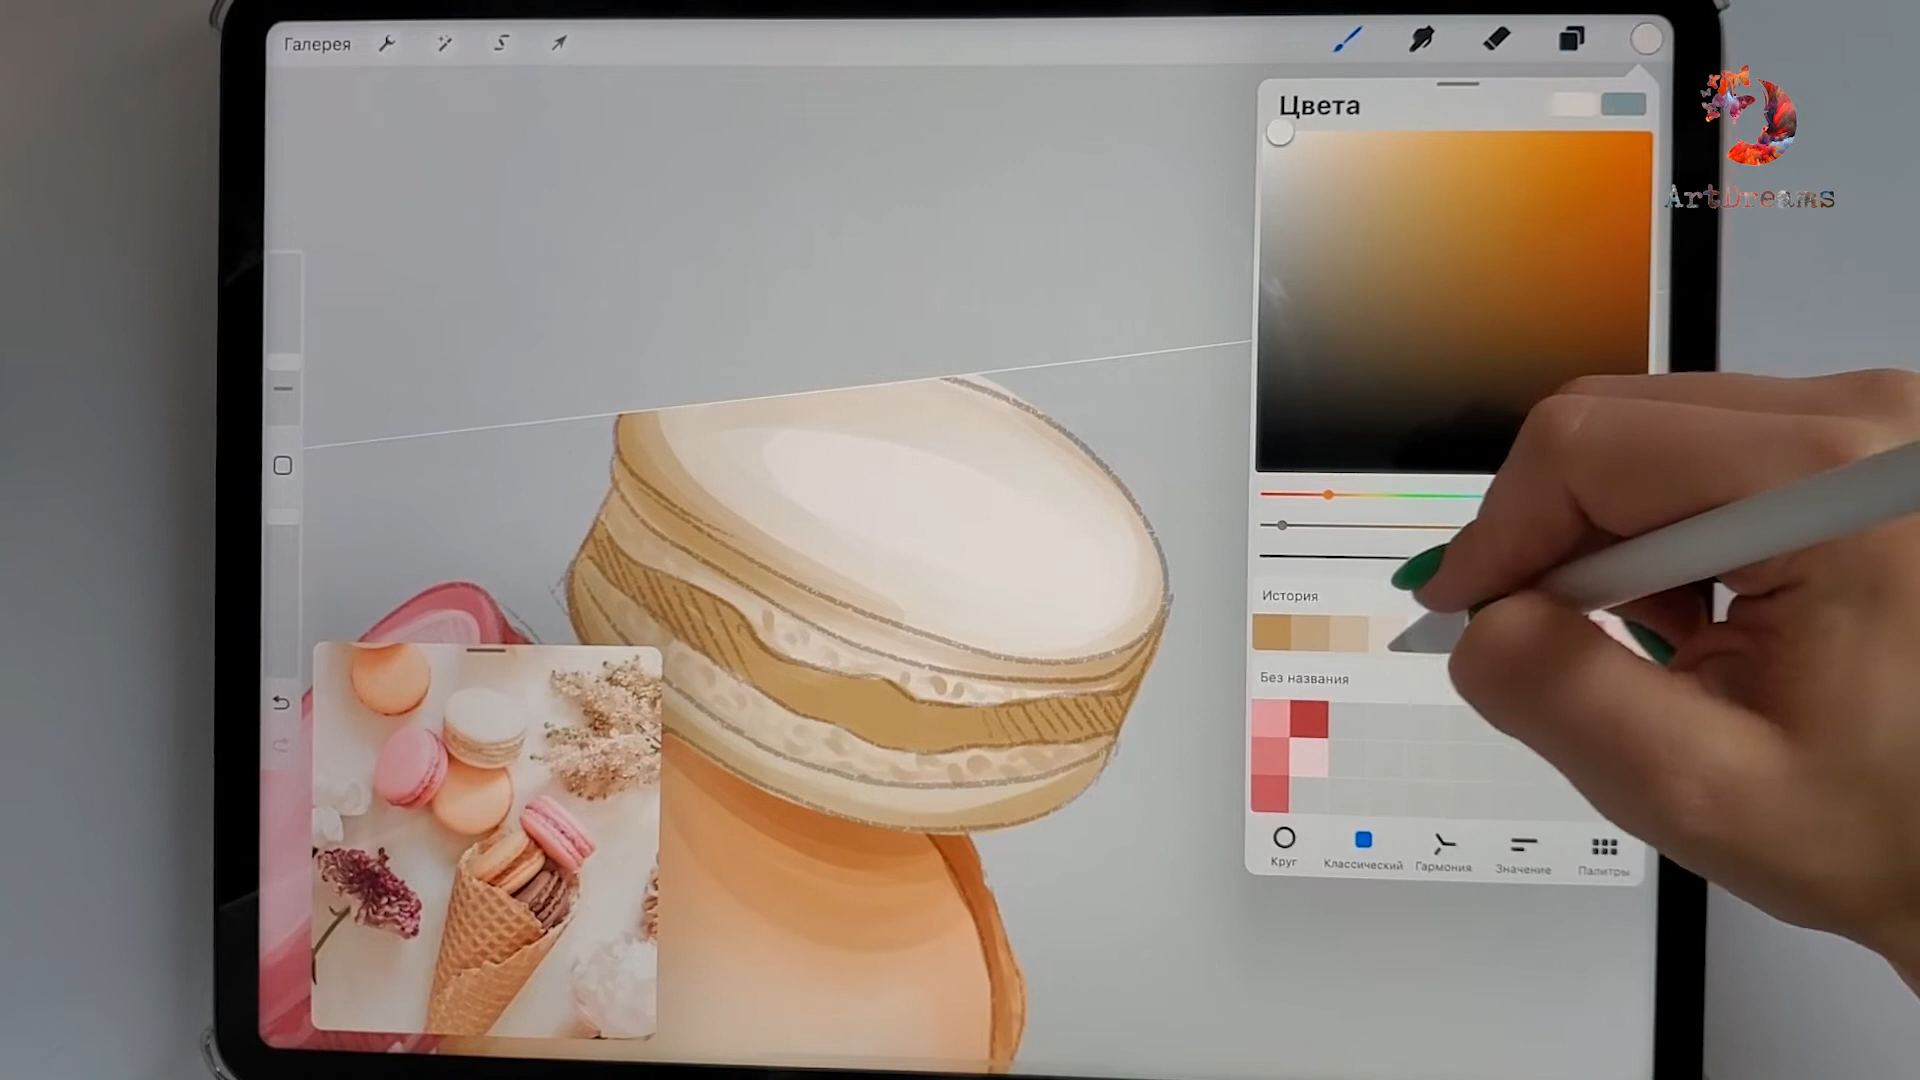 Галерея
Цвета
ArtDreams
История
Без названия
Круг
Классический
Гармония
Значение
Палитры